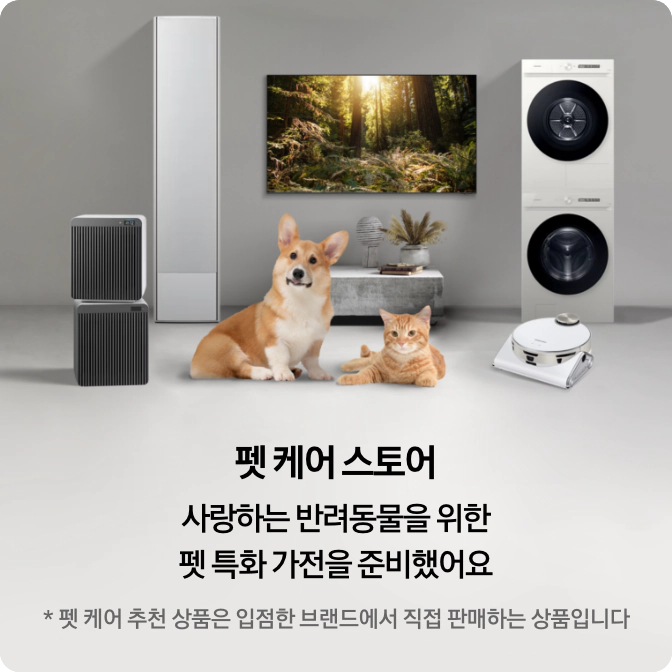 펫 케어 스토어
사랑하는 반려동물을 위한
펫 특화 가전을 준비했어요
* 펫 케어 추천 상품은 입점한 브랜드에서 직접 판매하는 상품입니다